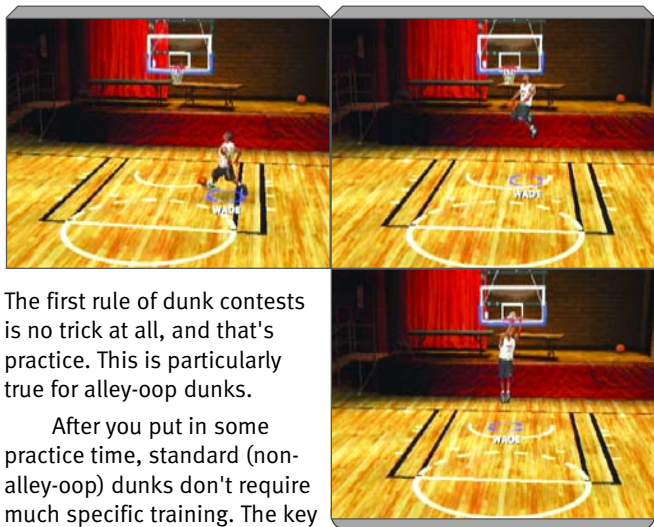 WADE
WADE
The first rule of dunk contests
is no trick at all, and that's
practice. This is particularly
true for alley-oop dunks.
After you put in some
practice time, standard (non-
alley-oop) dunks don't require
much specific training. The key
WADE